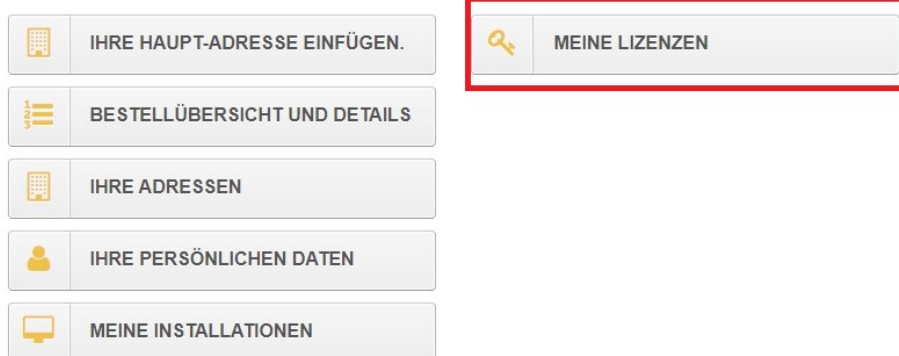 IHRE HAUPT-ADRESSE EINFÜGEN.
MEINE LIZENZEN
BESTELLÜBERSICHT UND DETAILS
IHRE ADRESSEN
IHRE PERSÖNLICHEN DATEN
MEINE INSTALLATIONEN